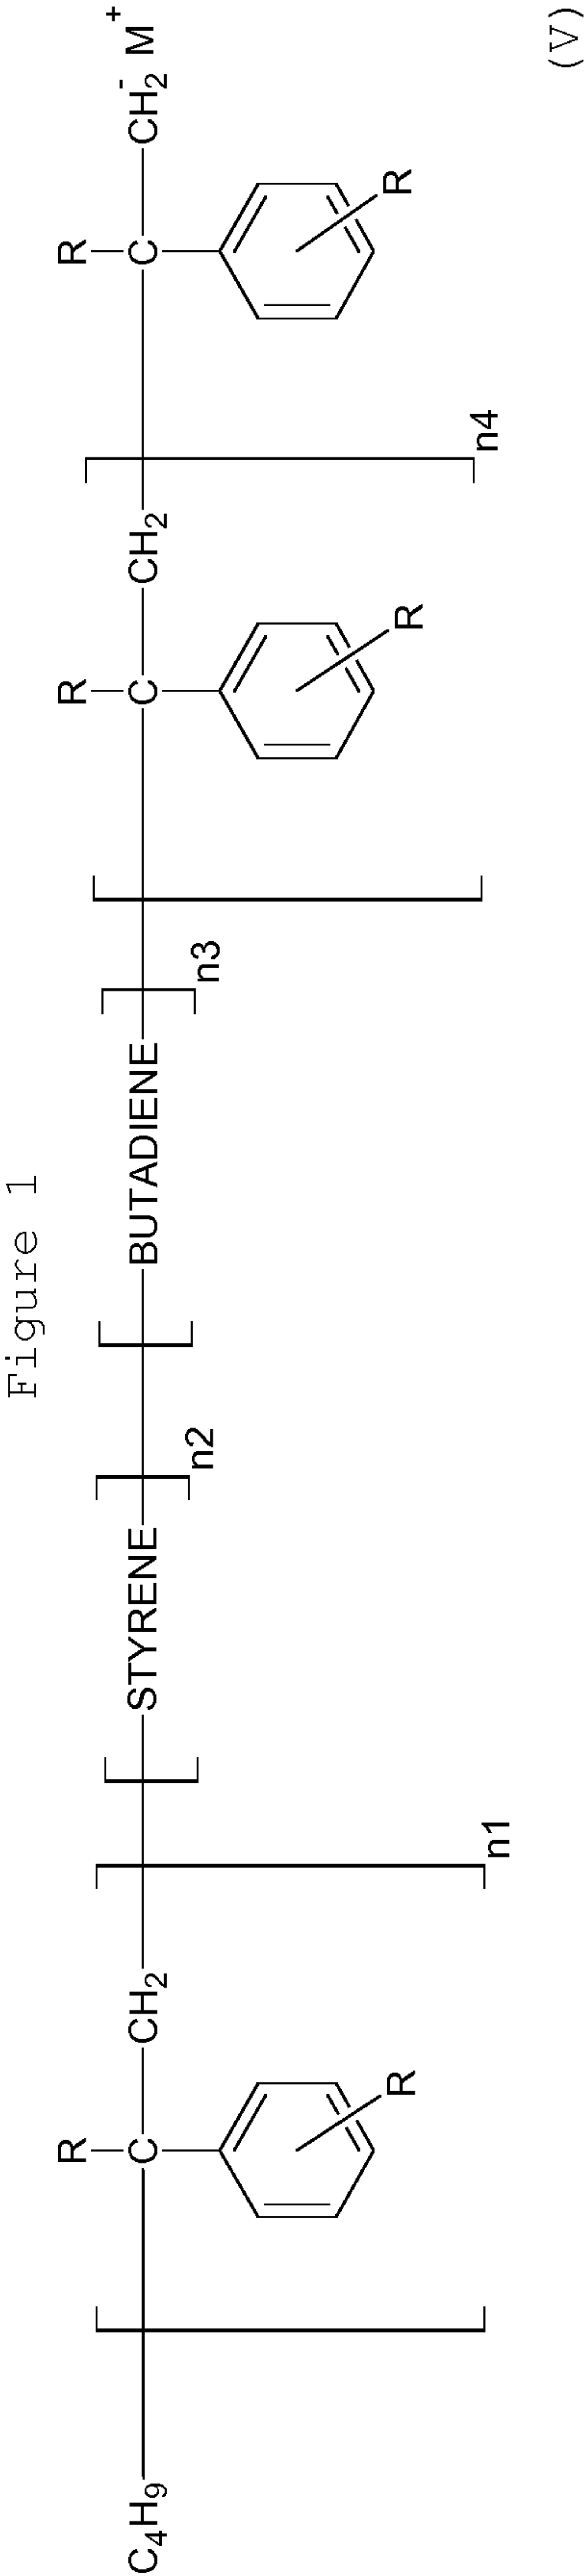 Figure 1
C4H9
R
C
CH2
R
n1
STYRENE
n2
BUTADIENE
n3
R
C
CH2
R
n4
R
C
CH2- M+
R
(V)